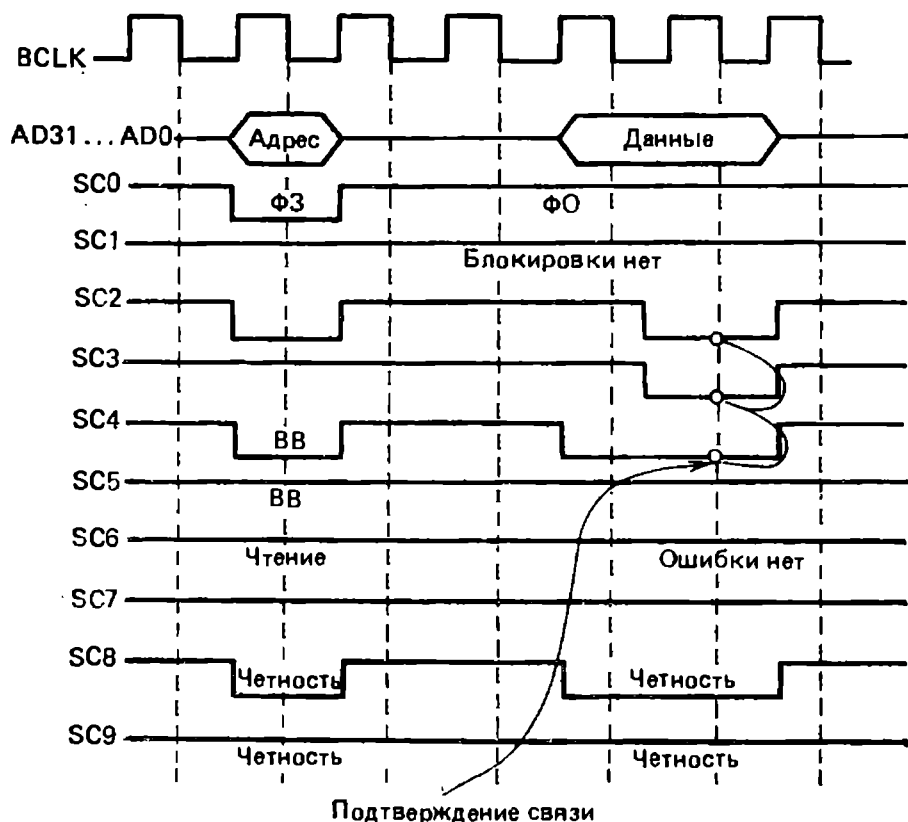 BCLK
AD31...AD0
Адрес
Данные
SC0
ФЗ
ФО
SC1
Блокировки нет
SC2
SC3
SC4
ВВ
SC5
ВВ
SC6
Чтение
Ошибки нет
SC7
SC8
Четность
Четность
SC9
Четность
Четность
Подтверждение связи